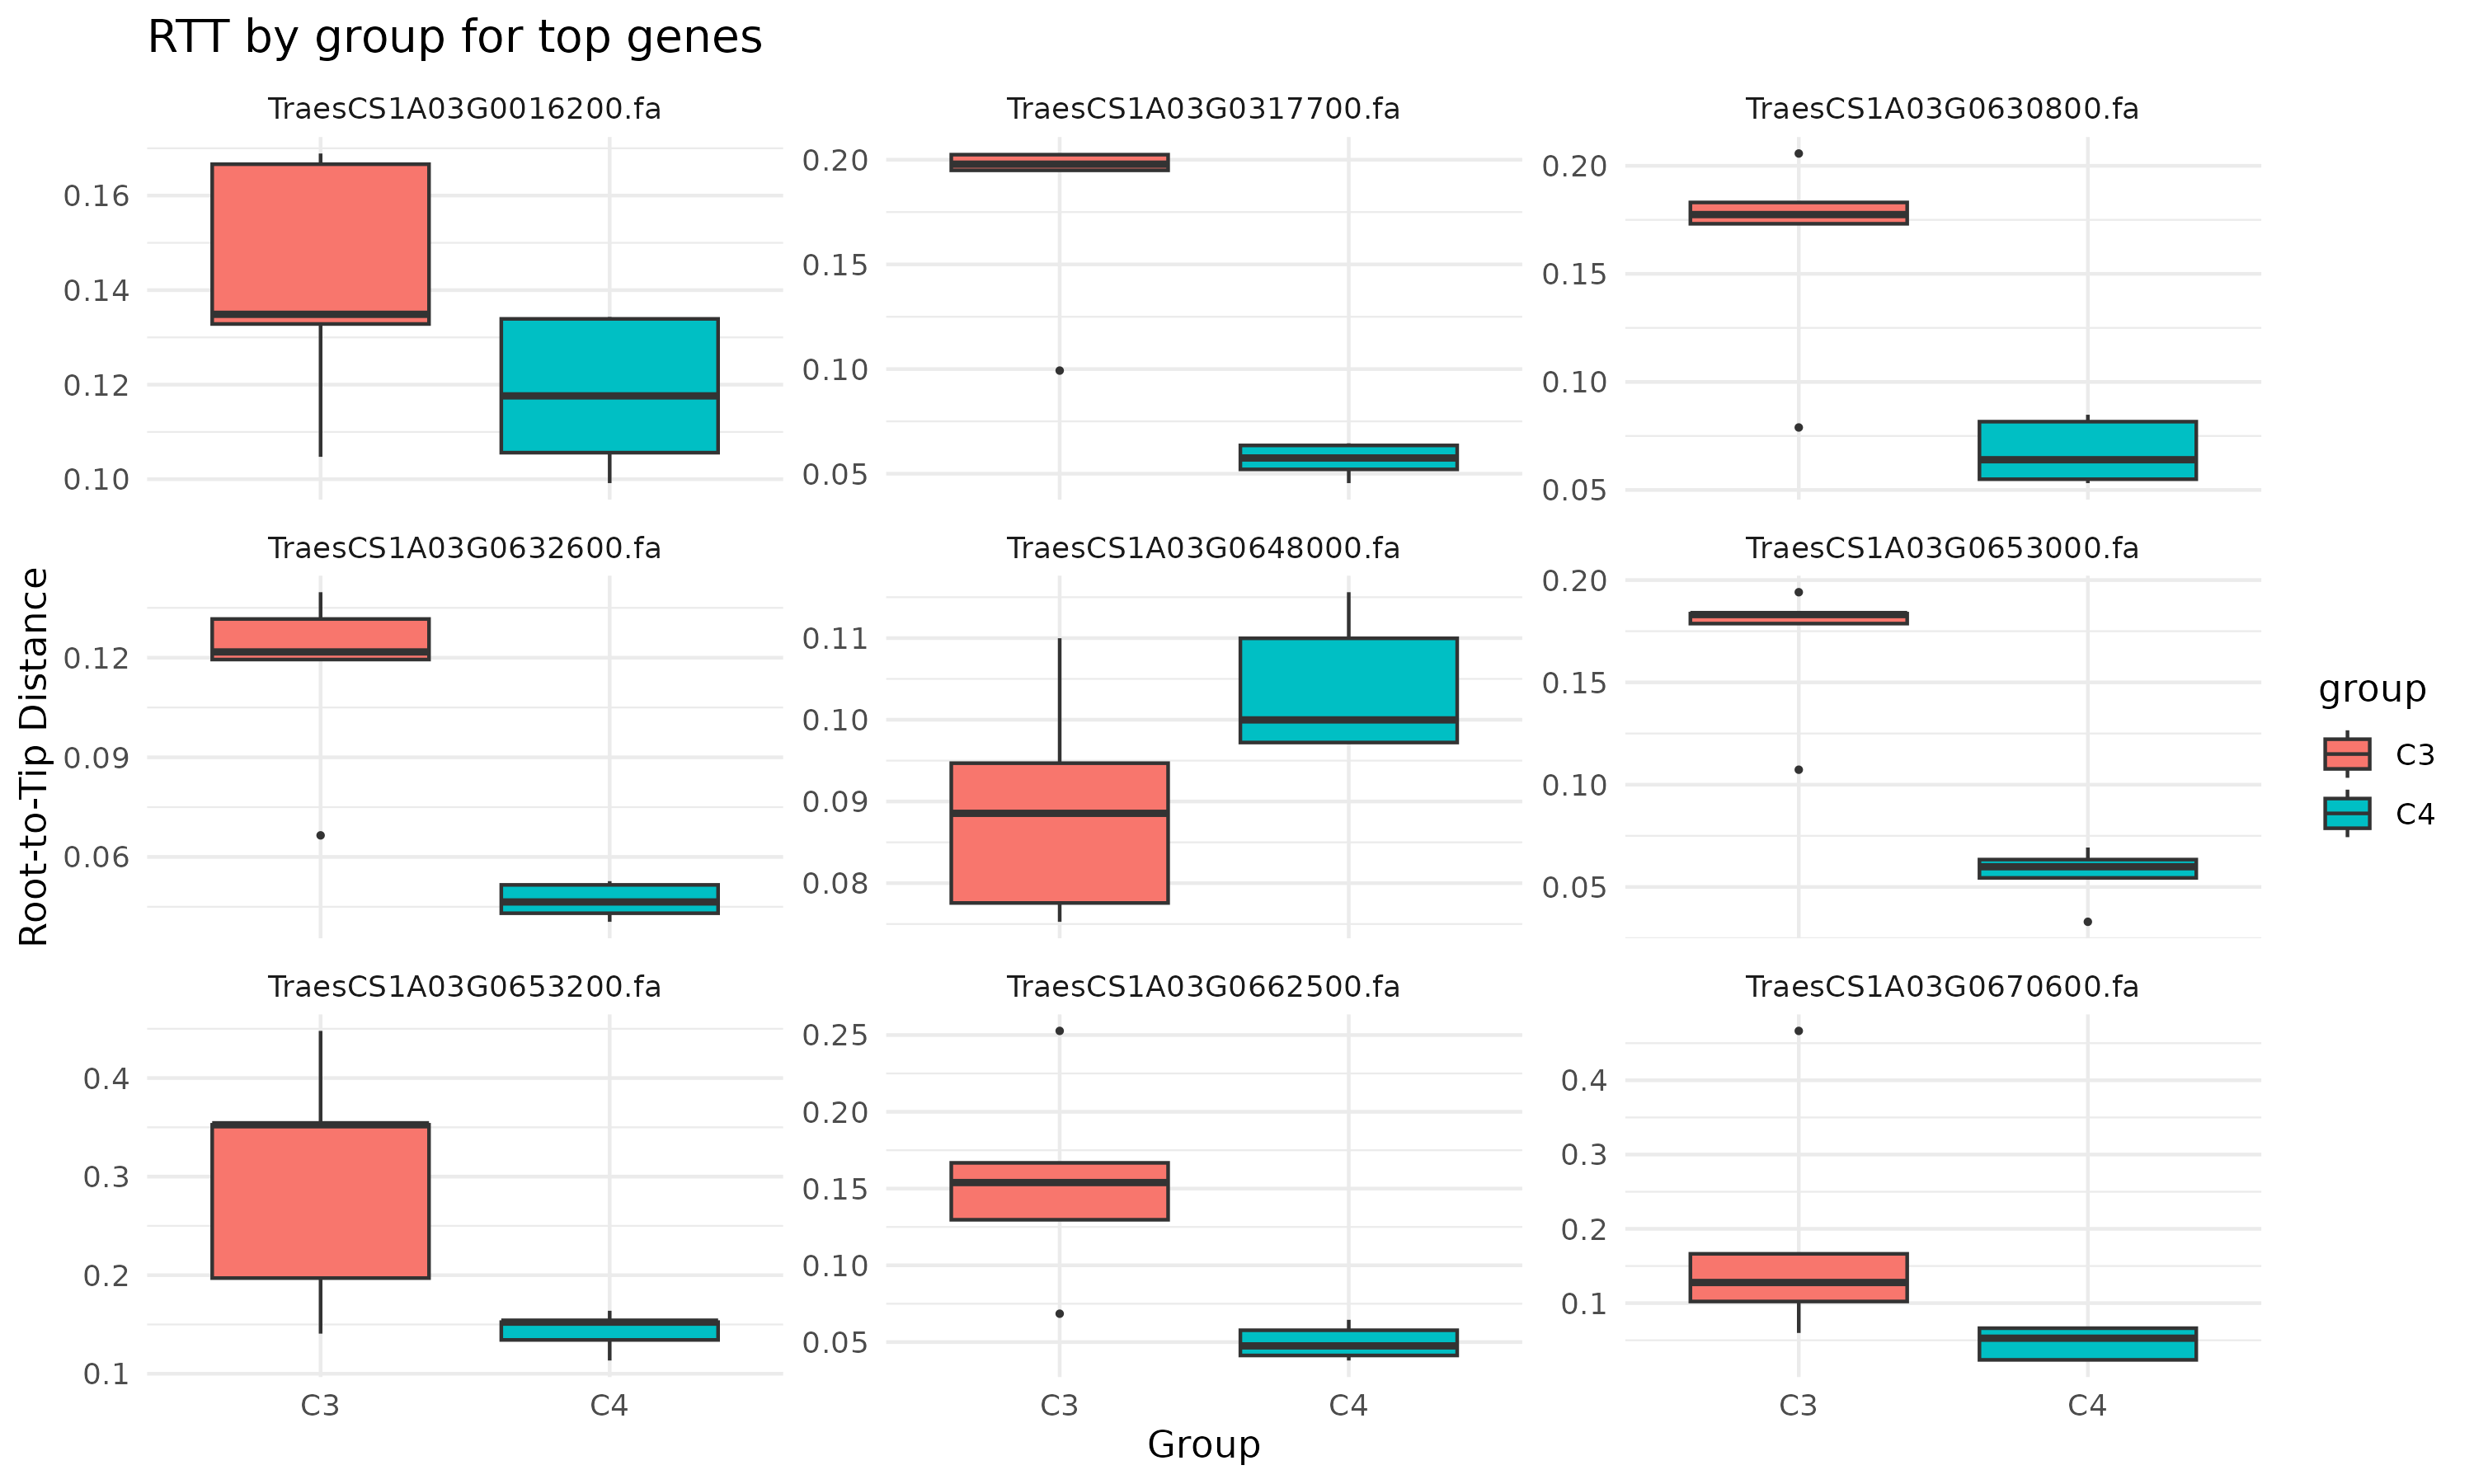 RTT by group for top genes
TraesCS1A03G0016200.fa
TraesCS1A03G0317700.fa
TraesCS1A03G0630800.fa
0.16
0.14
0.12
0.10
0.20
0.15
0.10
0.05
0.20
0.15
0.10
0.05
TraesCS1A03G0632600.fa
TraesCS1A03G0648000.fa
TraesCS1A03G0653000.fa
0.12
0.09
0.06
0.11
0.10
0.09
0.08
0.20
0.15
0.10
0.05
TraesCS1A03G0653200.fa
TraesCS1A03G0662500.fa
TraesCS1A03G0670600.fa
0.4
0.3
0.2
0.1
0.25
0.20
0.15
0.10
0.05
0.4
0.3
0.2
0.1
C3
C4
C3
C4
C3
C4
Group
Root-to-Tip Distance
group
C3
C4